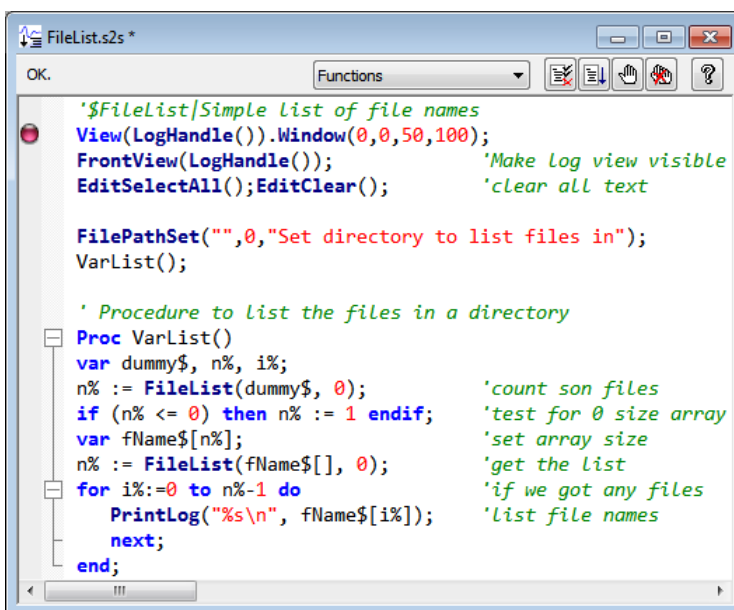 FileList.s2s *
OK. Functions
'$FileList|Simple list of file names
View(LogHandle()).Window(0,0,50,100);
FrontView(LogHandle()); 'Make log view visible
EditSelectAll();EditClear(); 'clear all text
FilePathSet("",0,"Set directory to list files in");
VarList();
' Procedure to list the files in a directory
Proc VarList()
var dummy$, n%, i%;
n% := FileList(dummy$, 0); 'count son files
if (n% <= 0) then n% := 1 endif; 'test for 0 size array
var fName$[n%]; 'set array size
n% := FileList(fName$[], 0); 'get the list
for i%:=0 to n%-1 do 'if we got any files
PrintLog("%s\n", fName$[i%]); 'list file names
next;
end;